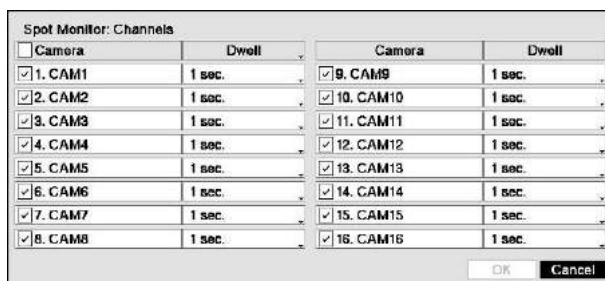 Spot Monitor: Channels
Camera Dwell Camera Dwell
1. CAM1 1 sec. 9. CAM9 1 sec.
2. CAM2 1 sec. 10. CAM10 1 sec.
3. CAM3 1 sec. 11. CAM11 1 sec.
4. CAM4 1 sec. 12. CAM12 1 sec.
5. CAM5 1 sec. 13. CAM13 1 sec.
6. CAM6 1 sec. 14. CAM14 1 sec.
7. CAM7 1 sec. 15. CAM15 1 sec.
8. CAM8 1 sec. 16. CAM16 1 sec.
OK Cancel